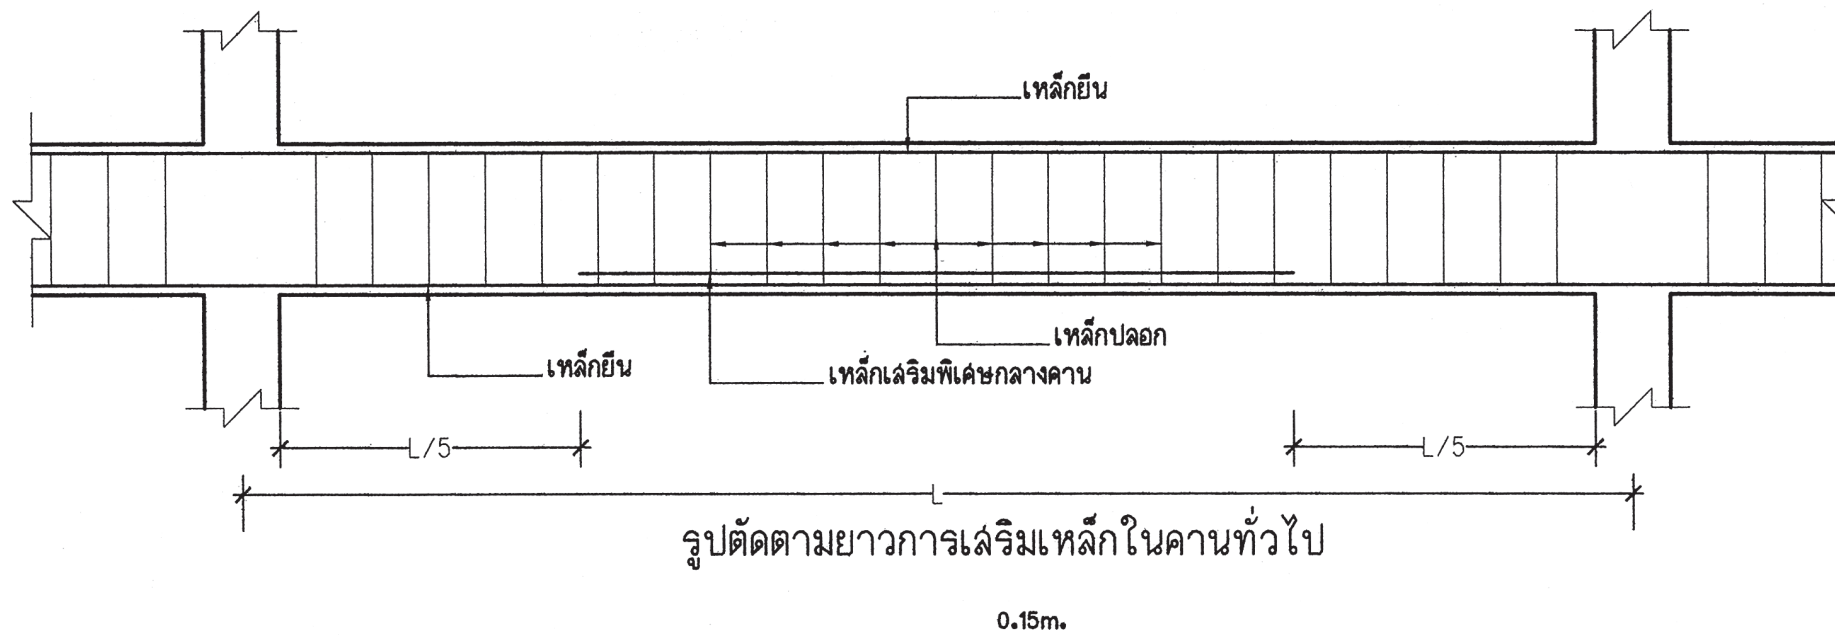 เหล็กยืน
เหล็กปลอก
เหล็กยืน
เหล็กเสริมพิเศษกลางคาน
L/5
L/5
L
รูปตัดตามยาวการเสริมเหล็กในคานทั่วไป
0.15m.